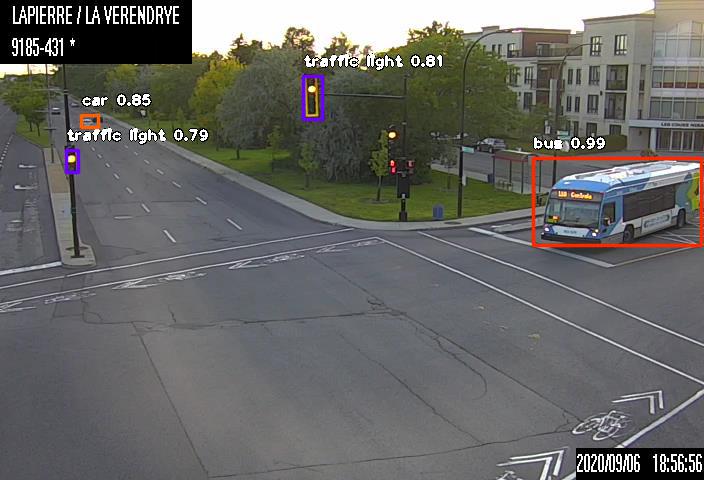 LAPIERRE / LA VERENDRYE
9185-431 *
traffic light 0.81
car 0.85
traffic light 0.79
bus 0.99
2020/09/06 18:56:56